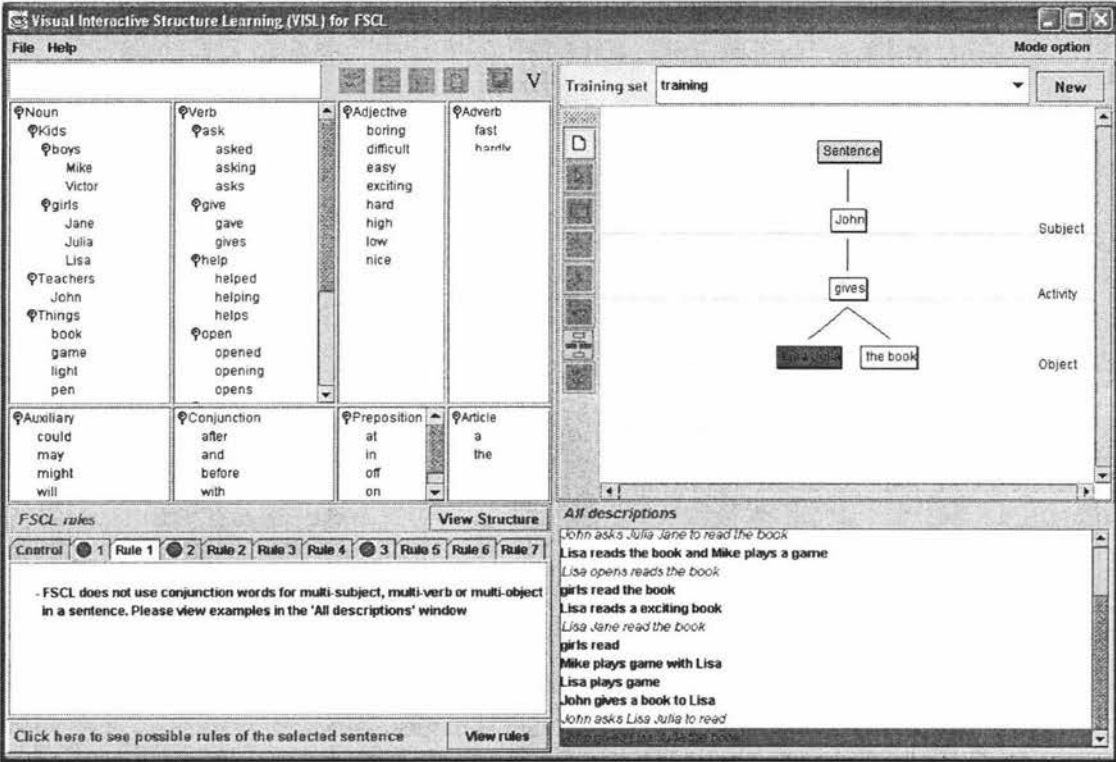 Visual Interactive Structure Learning (VISL) for FSCL
File Help
Mode option
V
Noun
Kids
boys
Mike
Victor
girls
Jane
Julia
Lisa
Teachers
John
Things
book
game
light
pen
Verb
ask
asked
asking
asks
give
gave
gives
help
helped
helping
helps
open
opened
opening
opens
Adjective
boring
difficult
easy
exciting
hard
high
low
nice
Adverb
fast
hardly
Auxiliary
could
may
might
will
Conjunction
after
and
before
with
Preposition
at
in
off
on
Article
a
the
FSCL rules
View Structure
Control 1 Rule 1 2 Rule 2 Rule 3 Rule 4 3 Rule 5 Rule 6 Rule 7
- FSCL does not use conjunction words for multi-subject, multi-verb or multi-object
in a sentence. Please view examples in the 'All descriptions' window
Click here to see possible rules of the selected sentence
View rules
Training set training
New
Sentence
John
Subject
gives
Activity
Lisa Julia
the book
Object
All descriptions
John asks Julia Jane to read the book
Lisa reads the book and Mike plays a game
Lisa opens reads the book
girls read the book
Lisa reads a exciting book
Lisa Jane read the book
girls read
Mike plays game with Lisa
Lisa plays game
John gives a book to Lisa
John asks Lisa Julia to read
John gives Lisa Julia the book